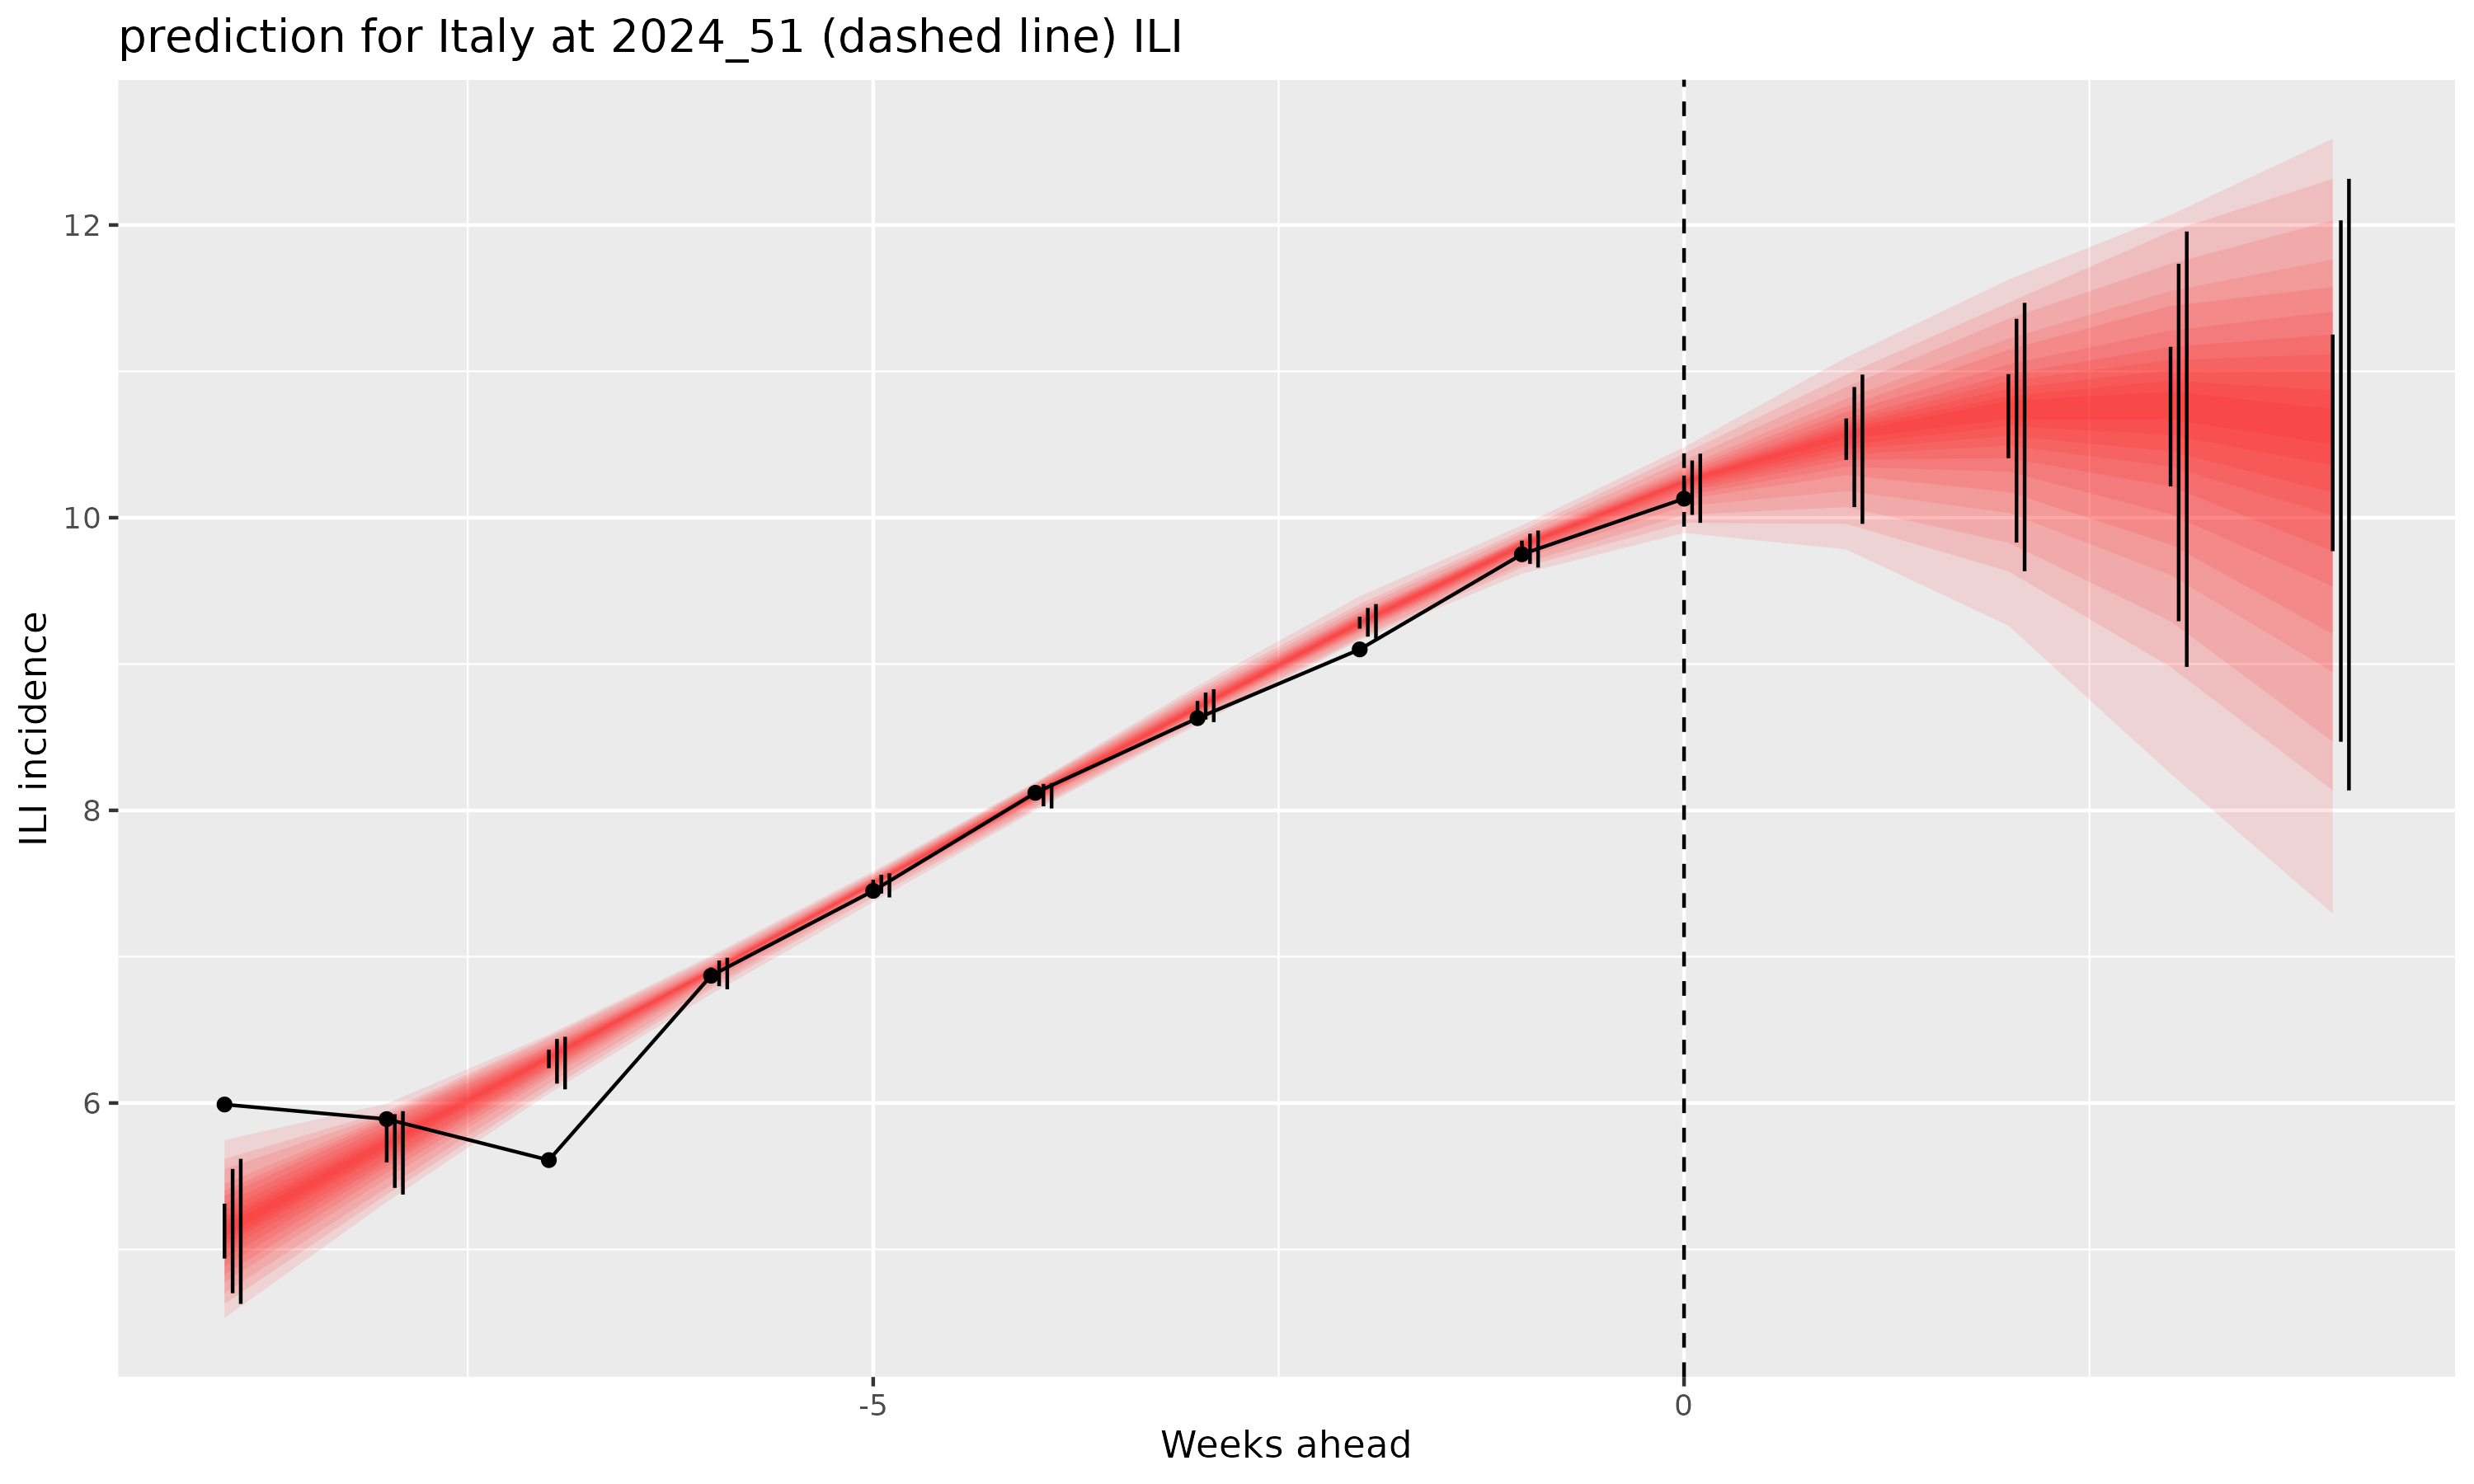 prediction for Italy at 2024_51 (dashed line) ILI
ILI incidence
12
10
8
6
-5
0
Weeks ahead